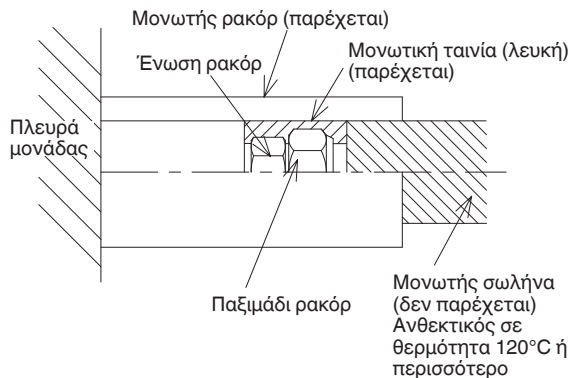 Μονωτής ρακόρ (παρέχεται)
Ένωση ρακόρ
Μονωτική ταινία (λευκή)
(παρέχεται)
Πλευρά
μονάδας
Παξιμάδι ρακόρ
Μονωτής σωλήνα
(δεν παρέχεται)
Ανθεκτικός σε
θερμότητα 120°C ή
περισσότερο